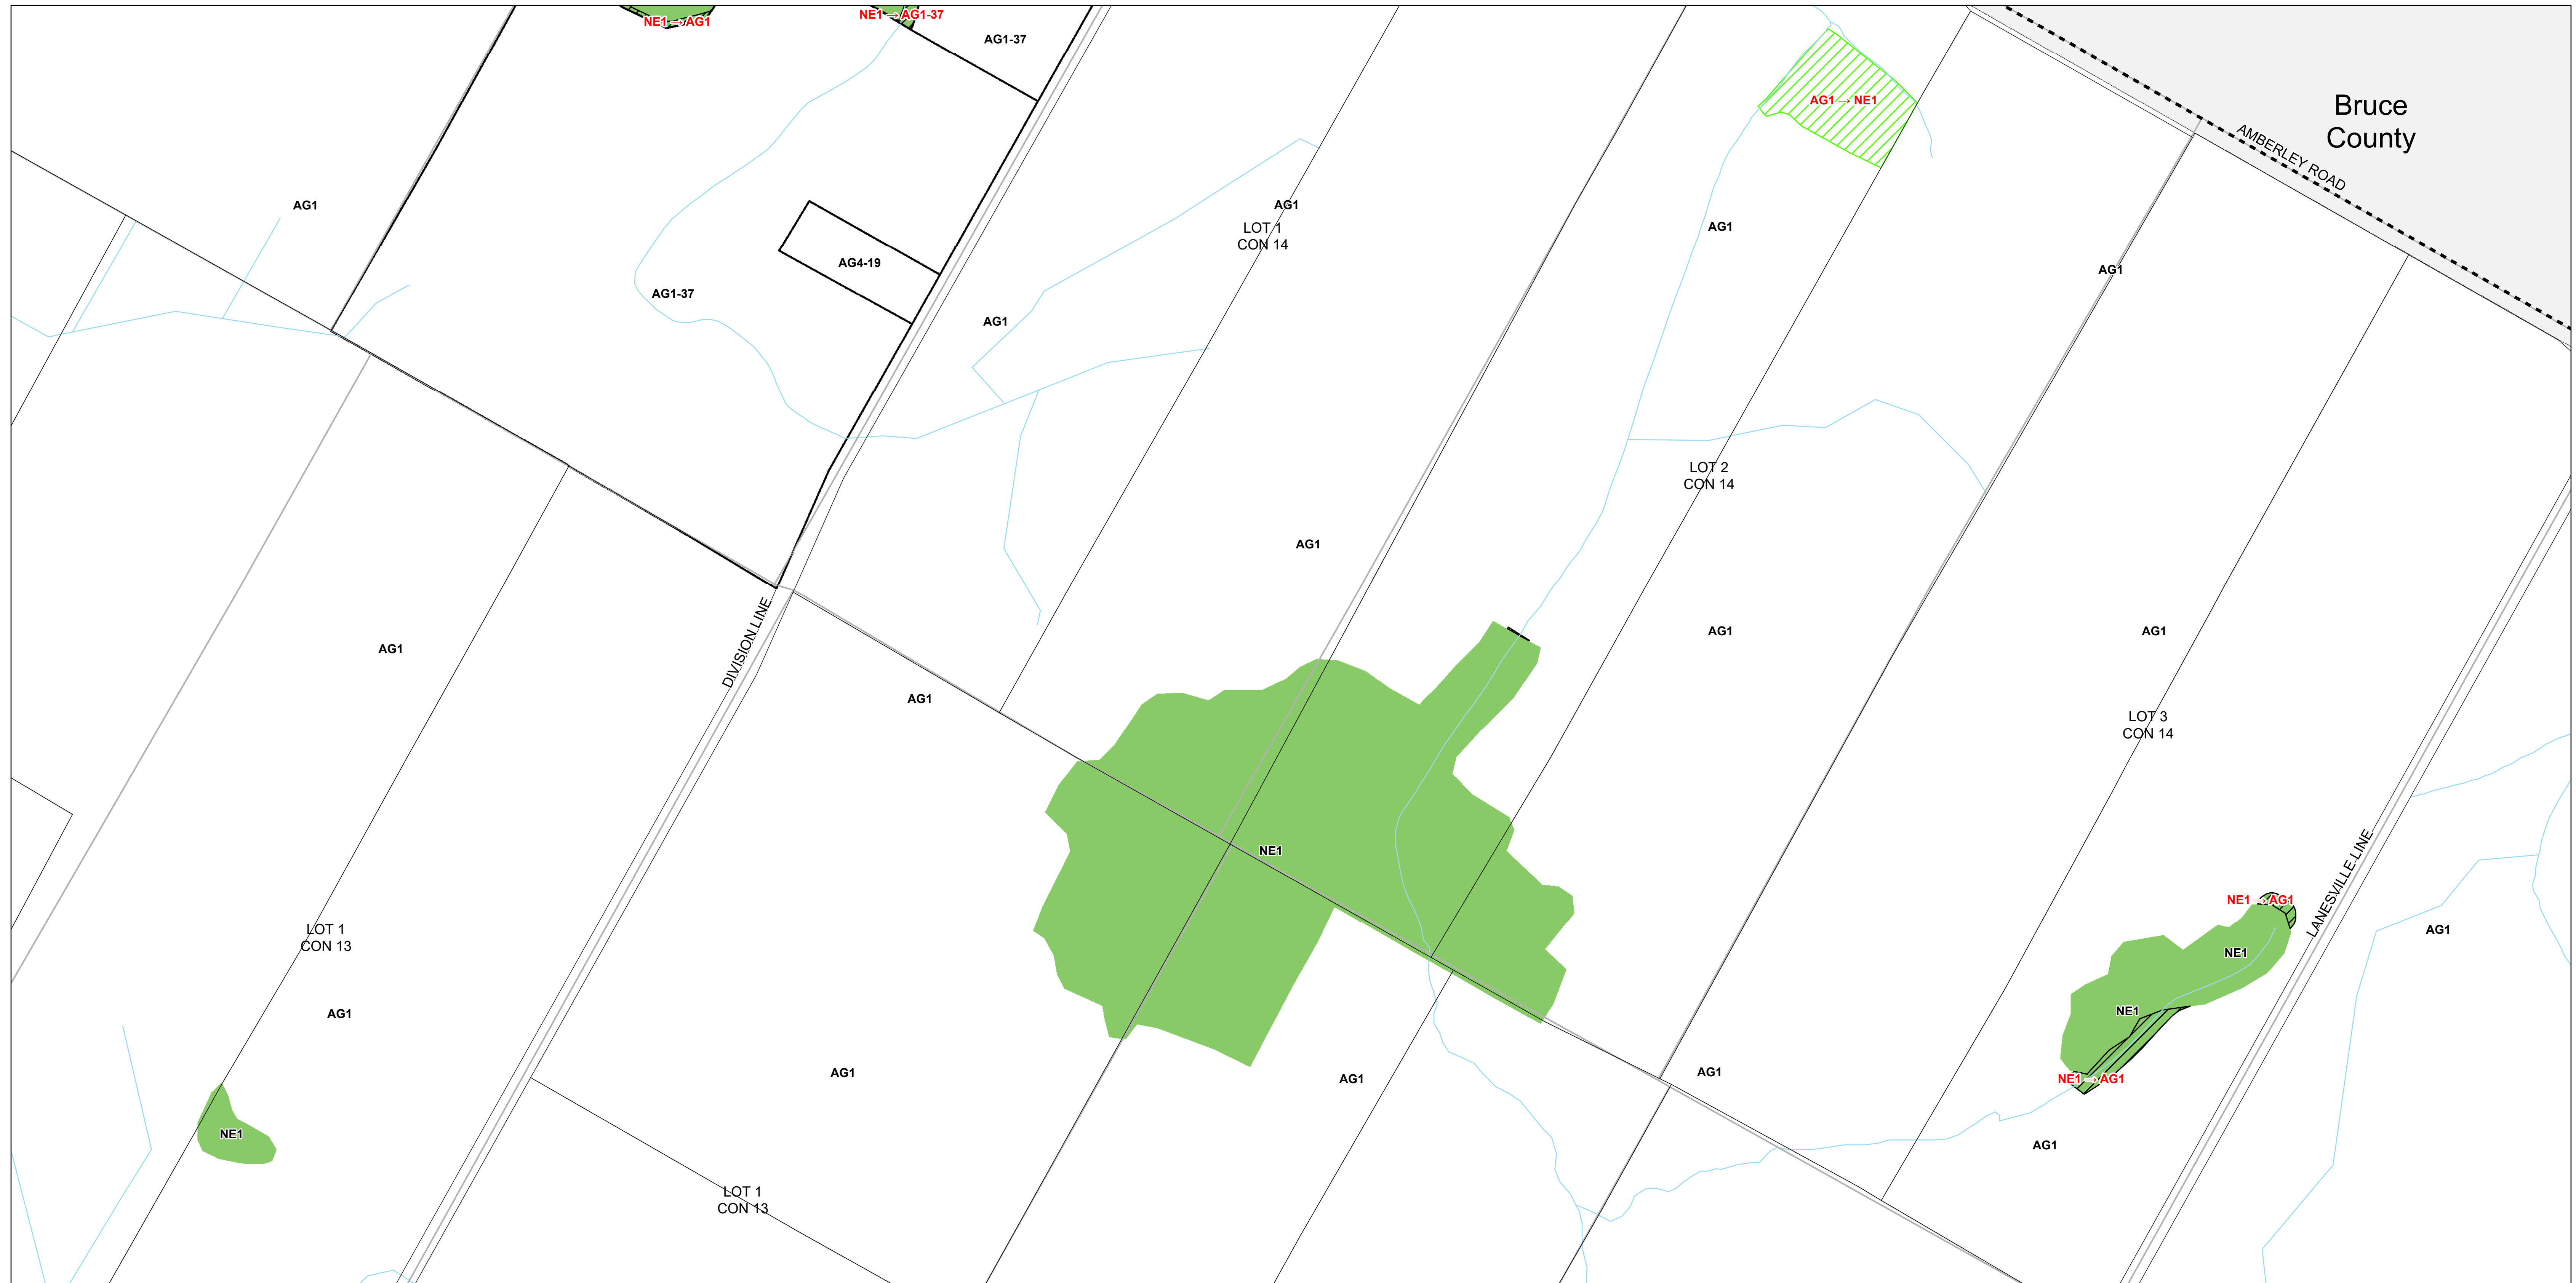 NE1 → AG1
NE1 → AG1-37
AG1-37
AG1 → NE1
Bruce
County
AMBERLEY ROAD
AG1
AG1
LOT 1
CON 14
AG1
AG1
AG4-19
AG1-37
AG1
LOT 2
CON 14
AG1
DIVISION LINE
AG1
AG1
AG1
AG1
LOT 3
CON 14
NE1
LANESVILLE LINE
NE1 → AG1
LOT 1
CON 13
AG1
NE1
NE1
AG1
AG1
AG1
AG1
NE1 → AG1
NE1
AG1
LOT 1
CON 13